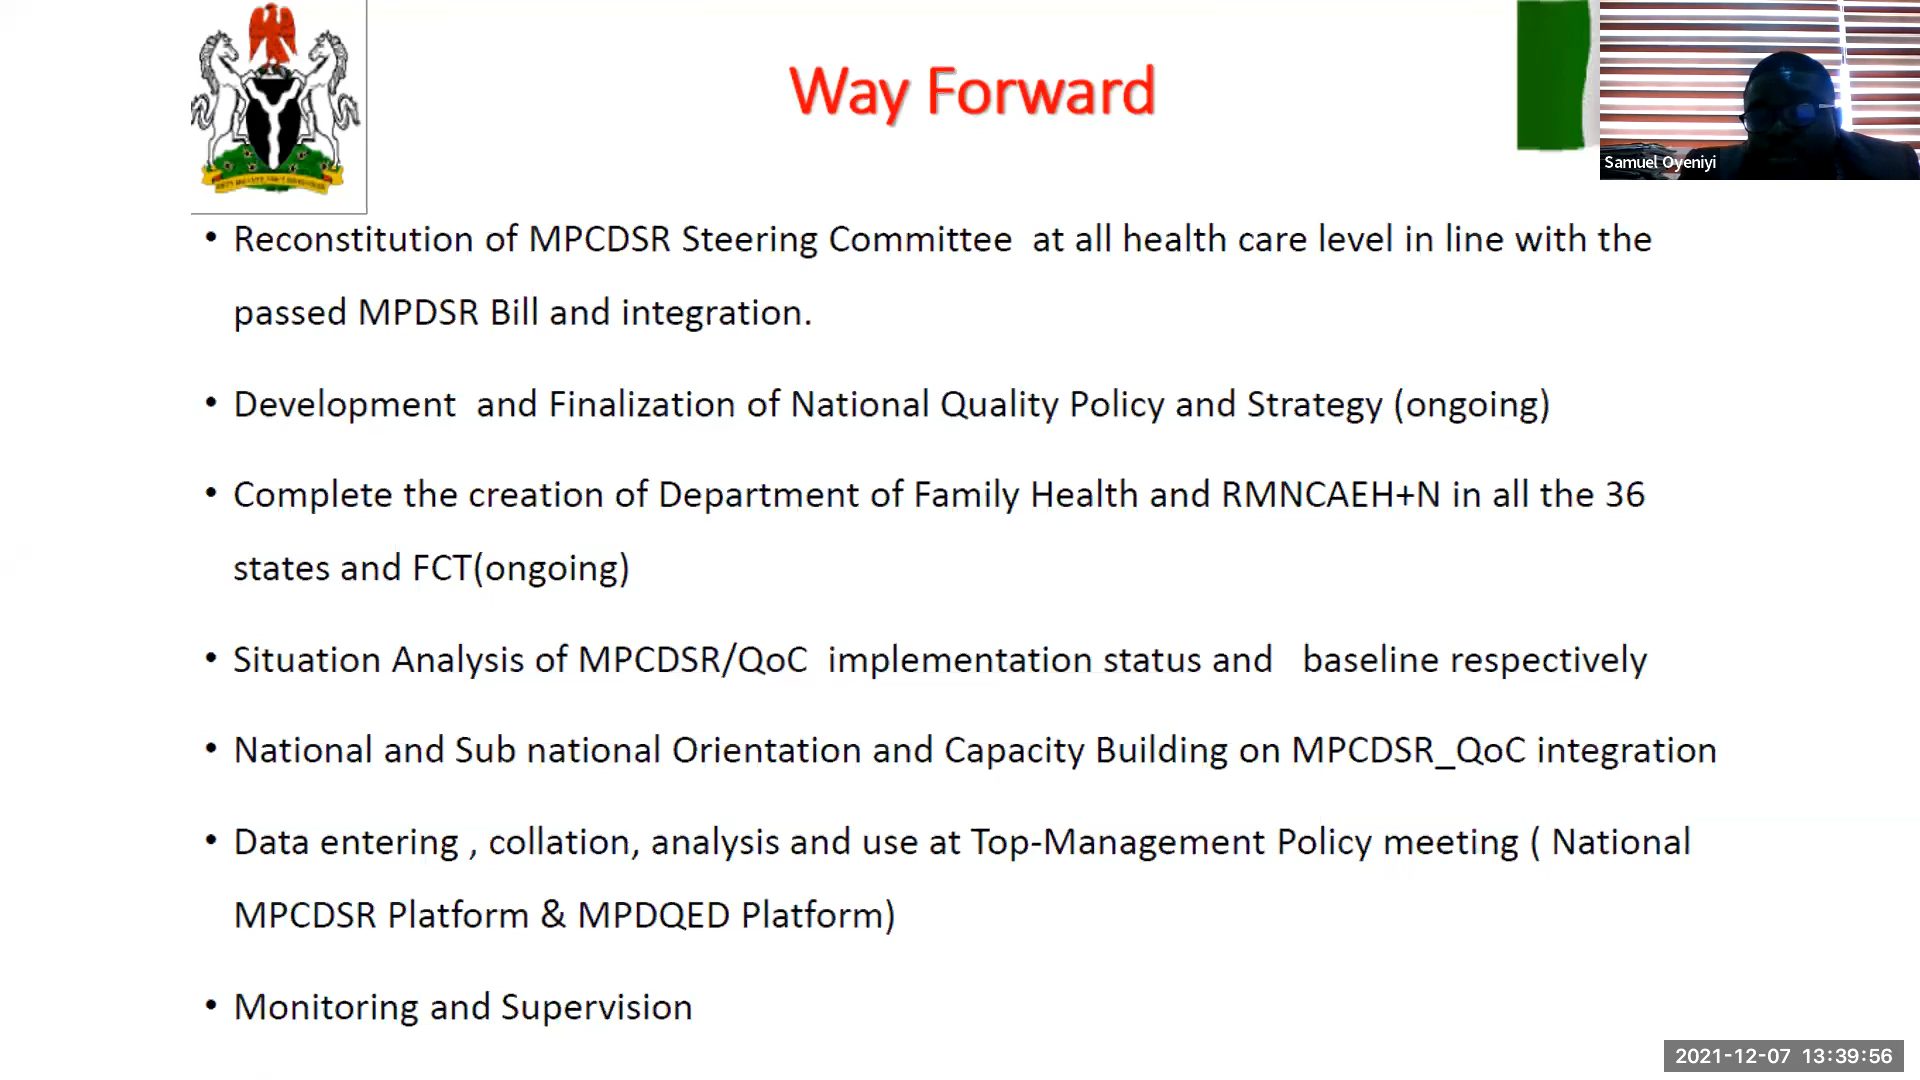 Way Forward
Samuel Oyeniyi
• Reconstitution of MPCDSR Steering Committee at all health care level in line with the
passed MPDSR Bill and integration.
• Development and Finalization of National Quality Policy and Strategy (ongoing)
• Complete the creation of Department of Family Health and RMNCAEH+N in all the 36
states and FCT(ongoing)
• Situation Analysis of MPCDSR/QoC implementation status and baseline respectively
• National and Sub national Orientation and Capacity Building on MPCDSR_QoC integration
• Data entering , collation, analysis and use at Top-Management Policy meeting ( National
MPCDSR Platform & MPDQED Platform)
• Monitoring and Supervision
2021-12-07 13:39:56